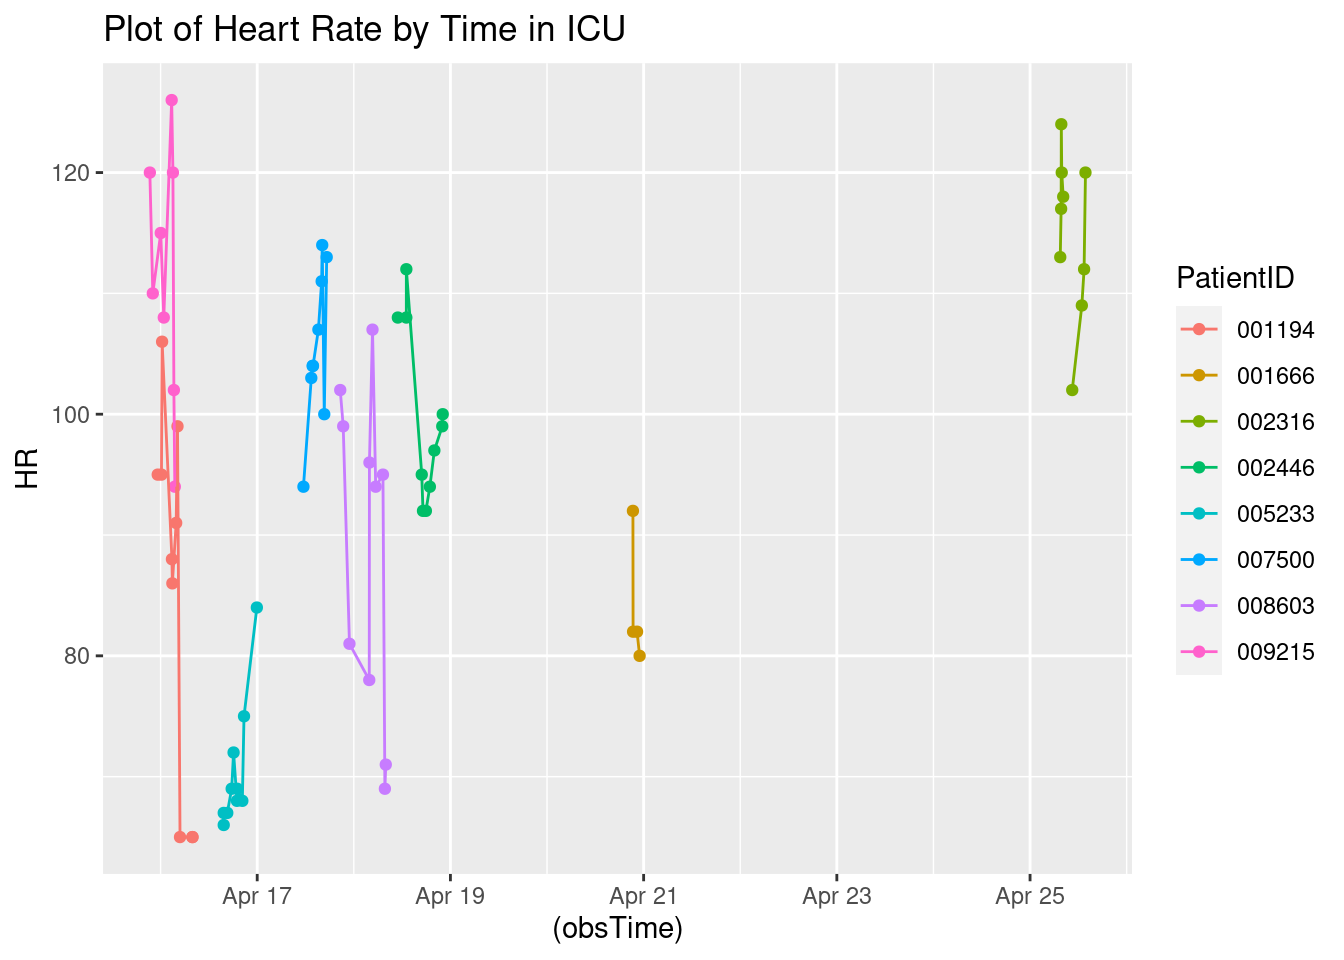 Plot of Heart Rate by Time in ICU
HR
120
100
80
Apr 17
Apr 19
Apr 21
Apr 23
Apr 25
(obsTime)
PatientID
001194
001666
002316
002446
005233
007500
008603
009215